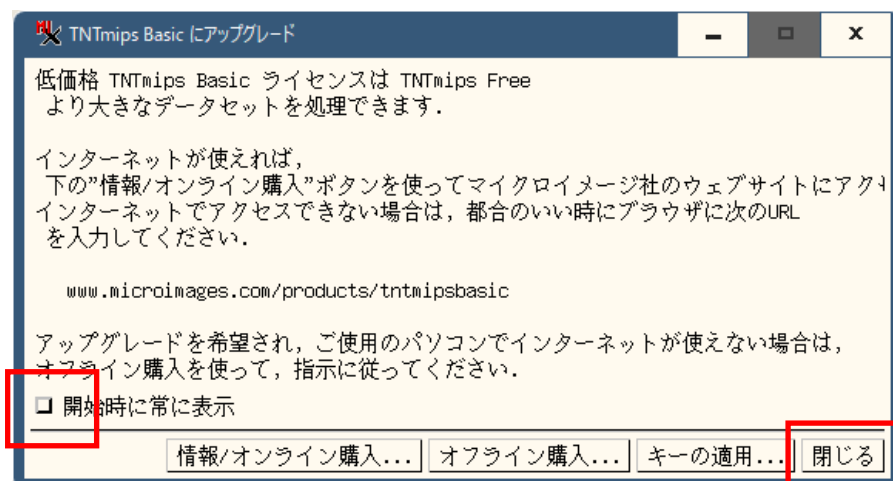 TNTmips Basic にアップグレード
低価格 TNTmips Basic ライセンスは TNTmips Free
より大きなデータセットを処理できます.
インターネットが使えれば,
下の"情報/オンライン購入"ボタンを使ってマイクロイメージ社のウェブサイトにアク
インターネットでアクセスできない場合は, 都合のいい時にブラウザに次のURL
を入力してください.
www.microimages.com/products/tntmipsbasic
アップグレードを希望され, ご使用のパソコンでインターネットが使えない場合は,
オフライン購入を使って, 指示に従ってください.
開始時に常に表示
情報/オンライン購入... オフライン購入... キーの適用... 閉じる